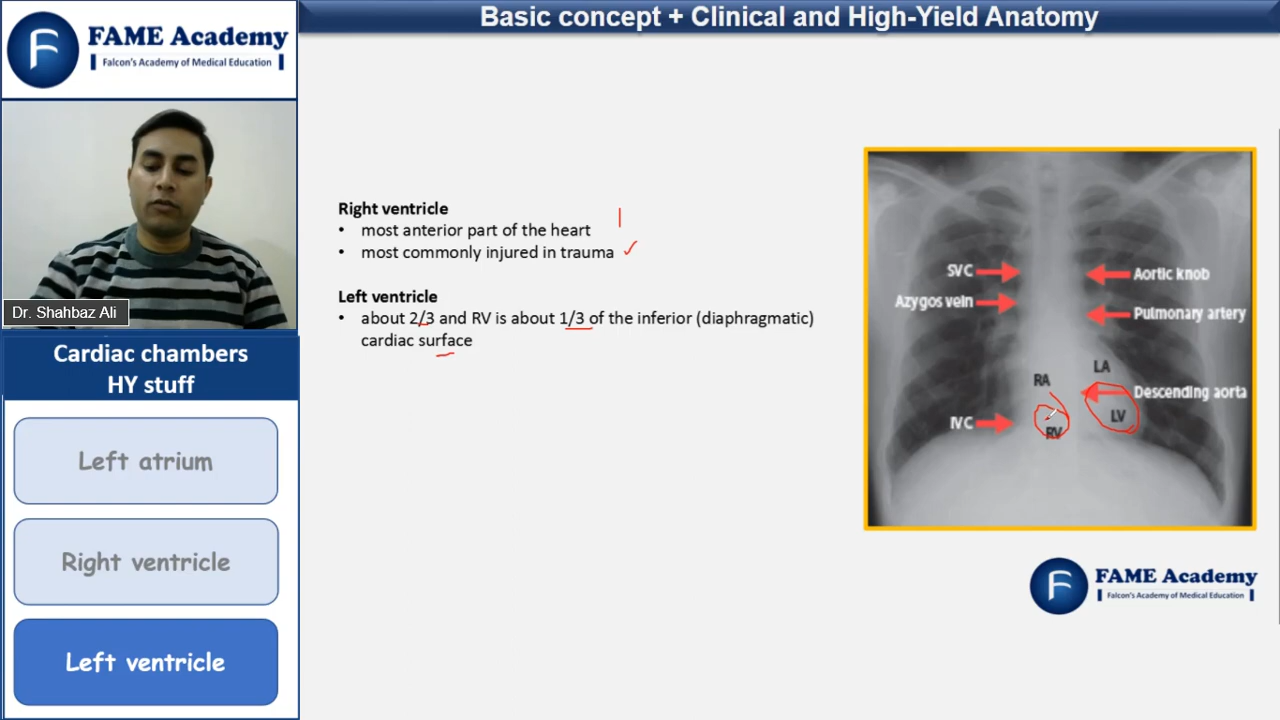 Basic concept + Clinical and High-Yield Anatomy
F
FAME Academy
Falcon's Academy of Medical Education
Dr. Shahbaz Ali
Cardiac chambers
HY stuff
Left atrium
Right ventricle
Left ventricle
Right ventricle
• most anterior part of the heart
• most commonly injured in trauma
Left ventricle
• about 2/3 and RV is about 1/3 of the inferior (diaphragmatic)
cardiac surface
SVC
Aortic knob
Azygos vein
Pulmonary artery
LA
RA
Descending aorta
LV
IVC
RV
F
FAME Academy
Falcon's Academy of Medical Education